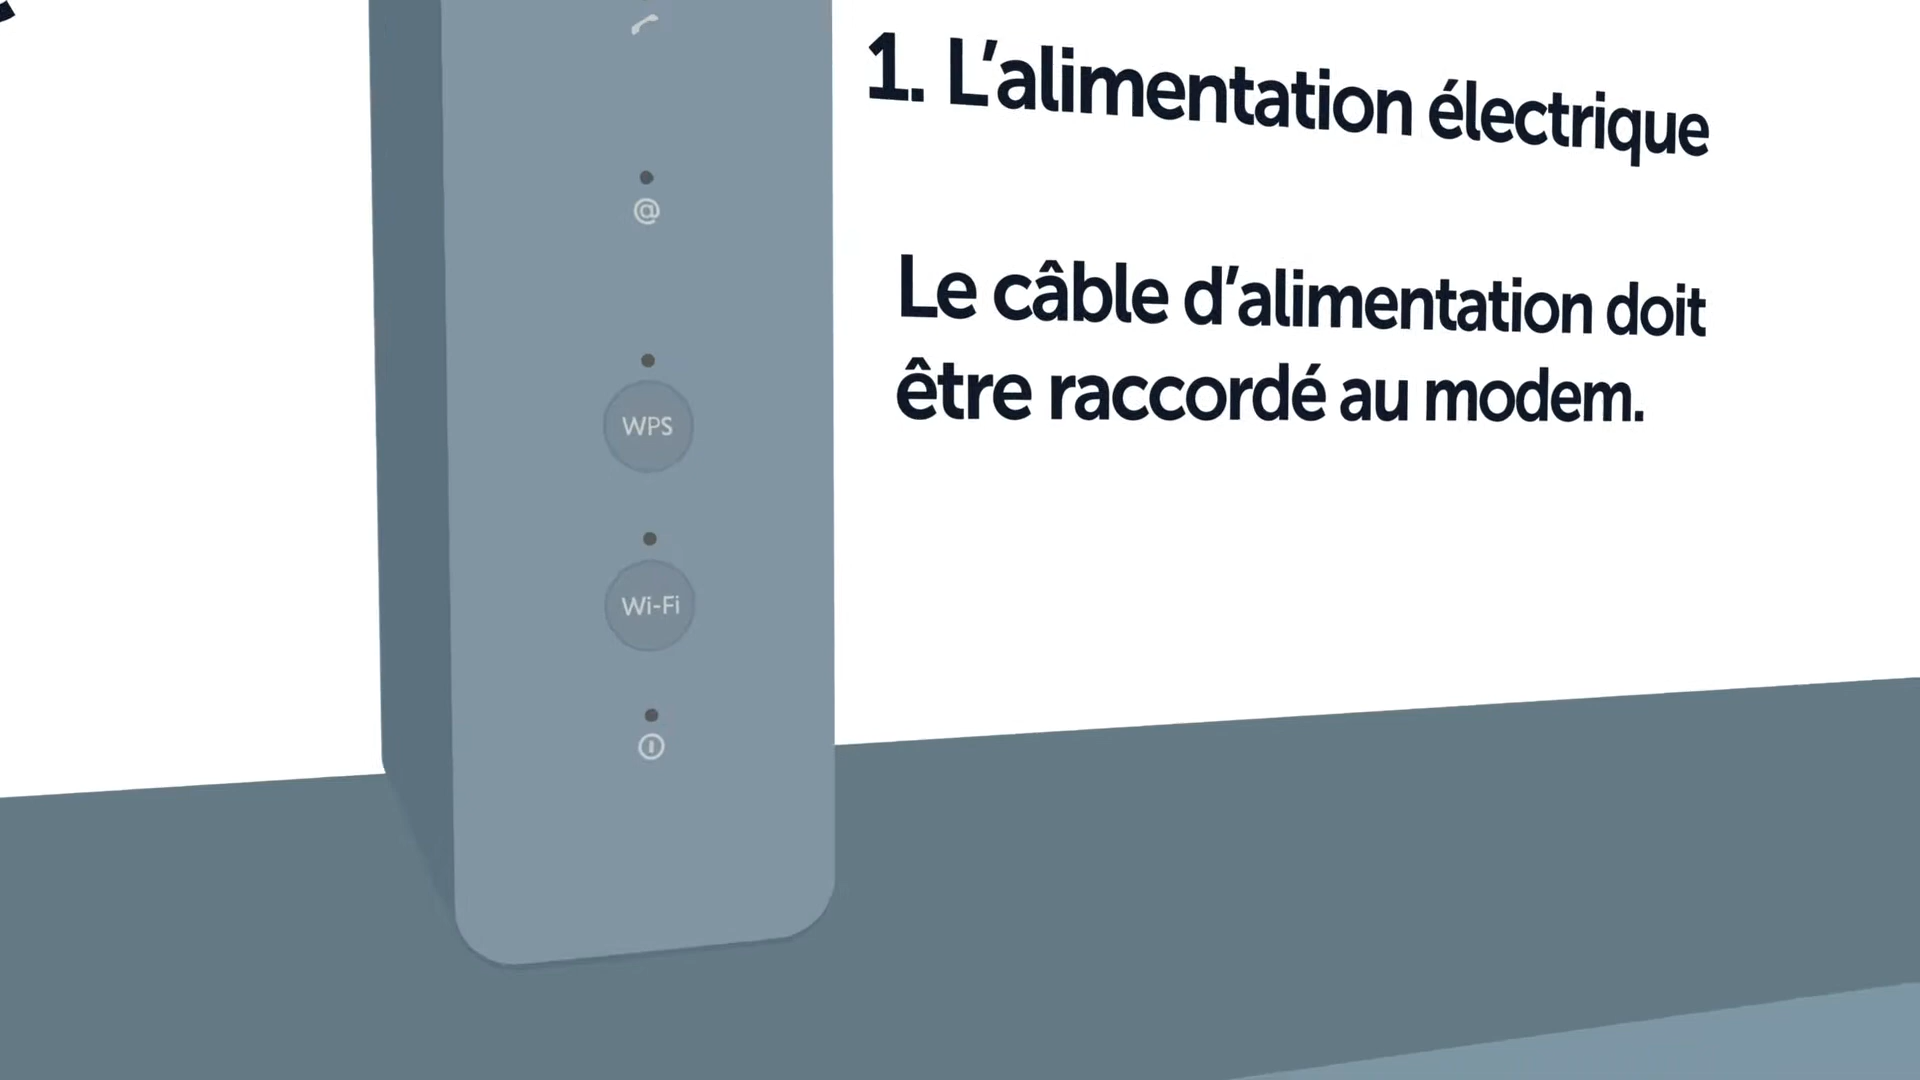 1. L’alimentation électrique
Le câble d’alimentation doit
être raccordé au modem.
@
WPS
Wi-Fi